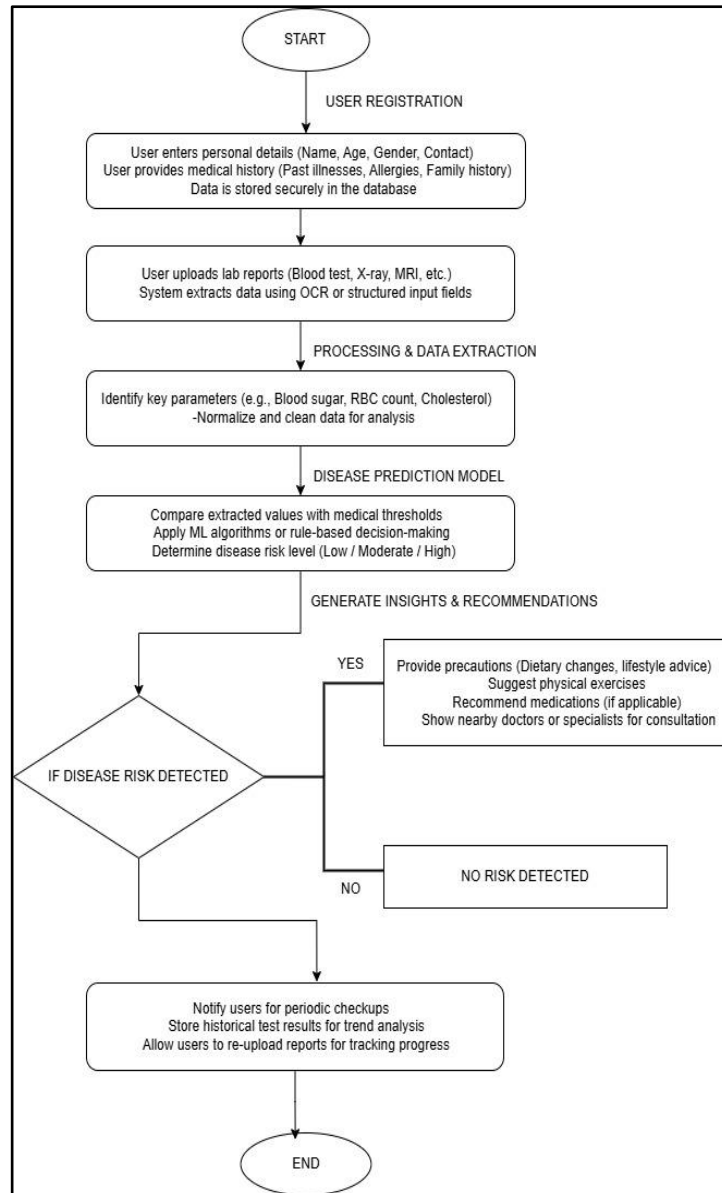 START
USER REGISTRATION
User enters personal details (Name, Age, Gender, Contact)
User provides medical history (Past illnesses, Allergies, Family history)
Data is stored securely in the database
User uploads lab reports (Blood test, X-ray, MRI, etc.)
System extracts data using OCR or structured input fields
PROCESSING & DATA EXTRACTION
Identify key parameters (e.g., Blood sugar, RBC count, Cholesterol)
-Normalize and clean data for analysis
DISEASE PREDICTION MODEL
Compare extracted values with medical thresholds
Apply ML algorithms or rule-based decision-making
Determine disease risk level (Low / Moderate / High)
GENERATE INSIGHTS & RECOMMENDATIONS
IF DISEASE RISK DETECTED
YES
Provide precautions (Dietary changes, lifestyle advice)
Suggest physical exercises
Recommend medications (if applicable)
Show nearby doctors or specialists for consultation
NO
NO RISK DETECTED
Notify users for periodic checkups
Store historical test results for trend analysis
Allow users to re-upload reports for tracking progress
END